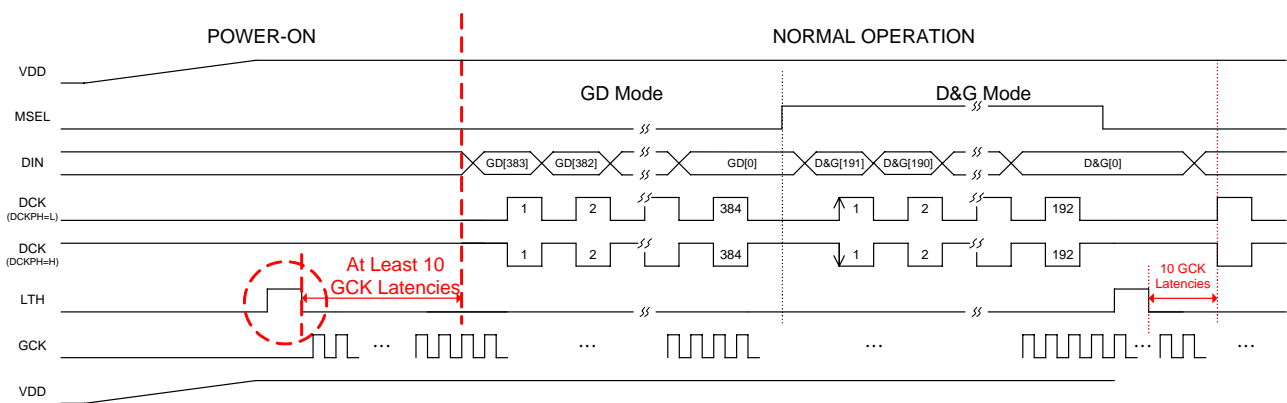 POWER-ON
NORMAL OPERATION
VDD
GD Mode
D&G Mode
MSEL
DIN
GD[383]
GD[382]
GD[0]
D&G[191]
D&G[190]
D&G[0]
DCK
(DCKPH=L)
1
2
384
1
2
192
DCK
(DCKPH=H)
1
2
384
1
2
192
At Least 10
GCK Latencies
10 GCK
Latencies
LTH
GCK
...
...
...
...
...
VDD